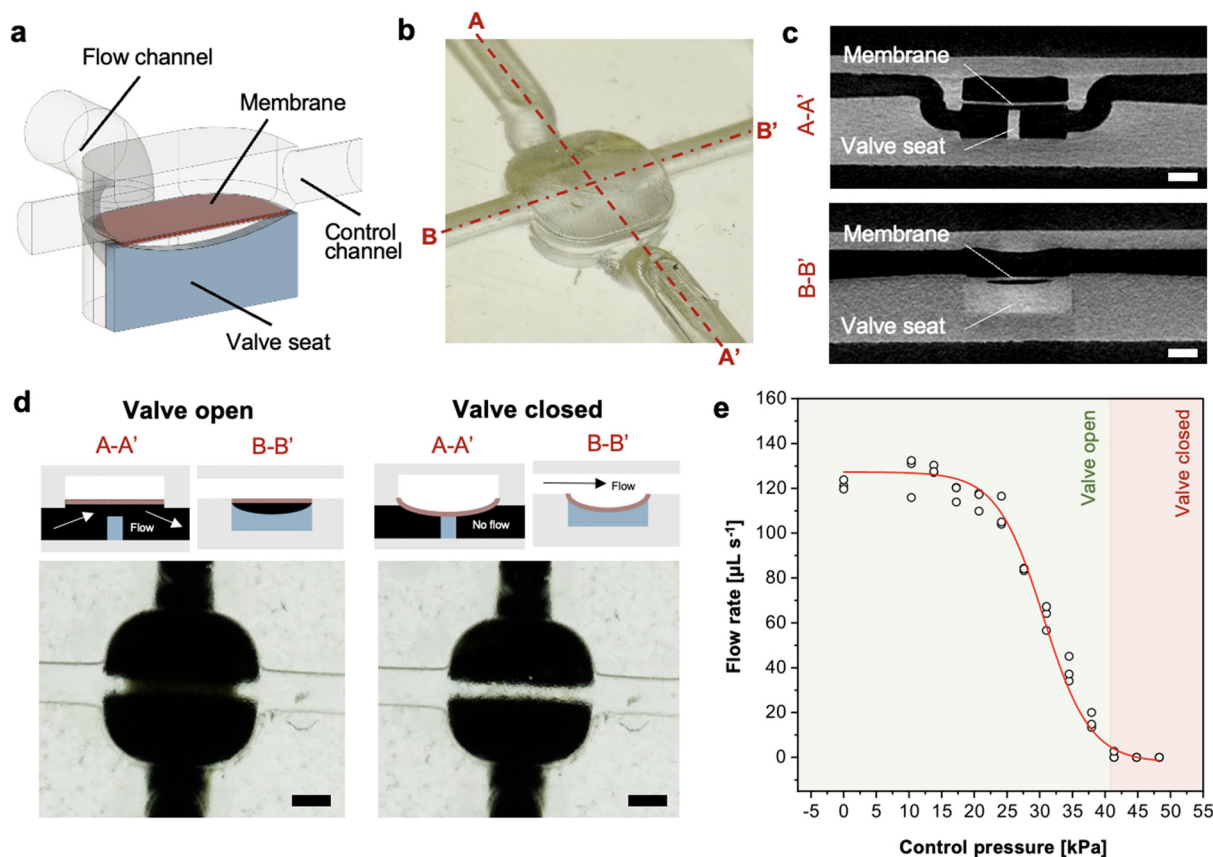 a
Flow channel
Membrane
Control
channel
Valve seat
b
A
B'
B
A'
c
A-A'
Membrane
Valve seat
B-B'
Membrane
Valve seat
d
Valve open
A-A'
B-B'
Flow
Valve closed
A-A'
B-B'
Flow
No flow
e
160
140
120
100
80
60
40
20
0
Flow rate [µL s⁻¹]
Valve open
Valve closed
-5 0 5 10 15 20 25 30 35 40 45 50 55
Control pressure [kPa]